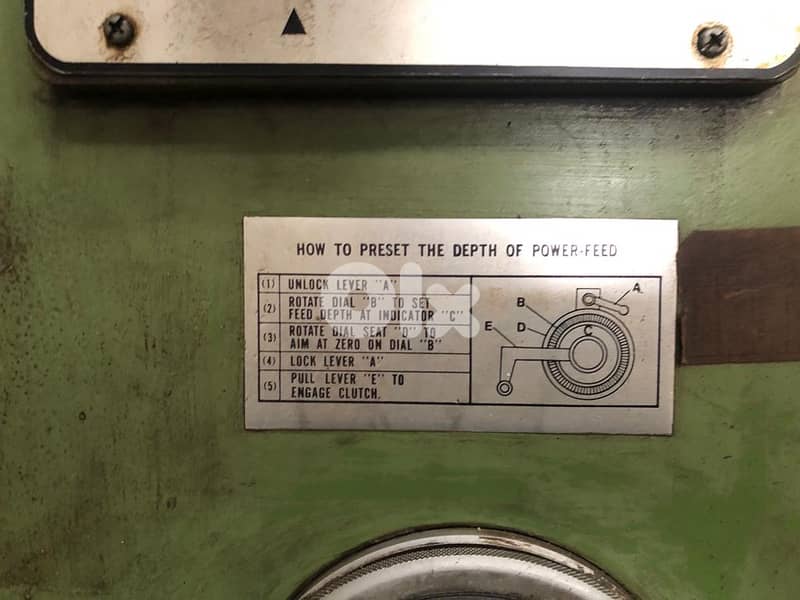 HOW TO PRESET THE DEPTH OF POWER-FEED
(1) UNLOCK LEVER "A"
(2) ROTATE DIAL "B" TO SET
FEED DEPTH AT INDICATOR "C"
(3) ROTATE DIAL SEAT "D" TO
AIM AT ZERO ON DIAL "B"
(4) LOCK LEVER "A"
(5) PULL LEVER "E" TO
ENGAGE CLUTCH.
A
B
C
D
E
olx